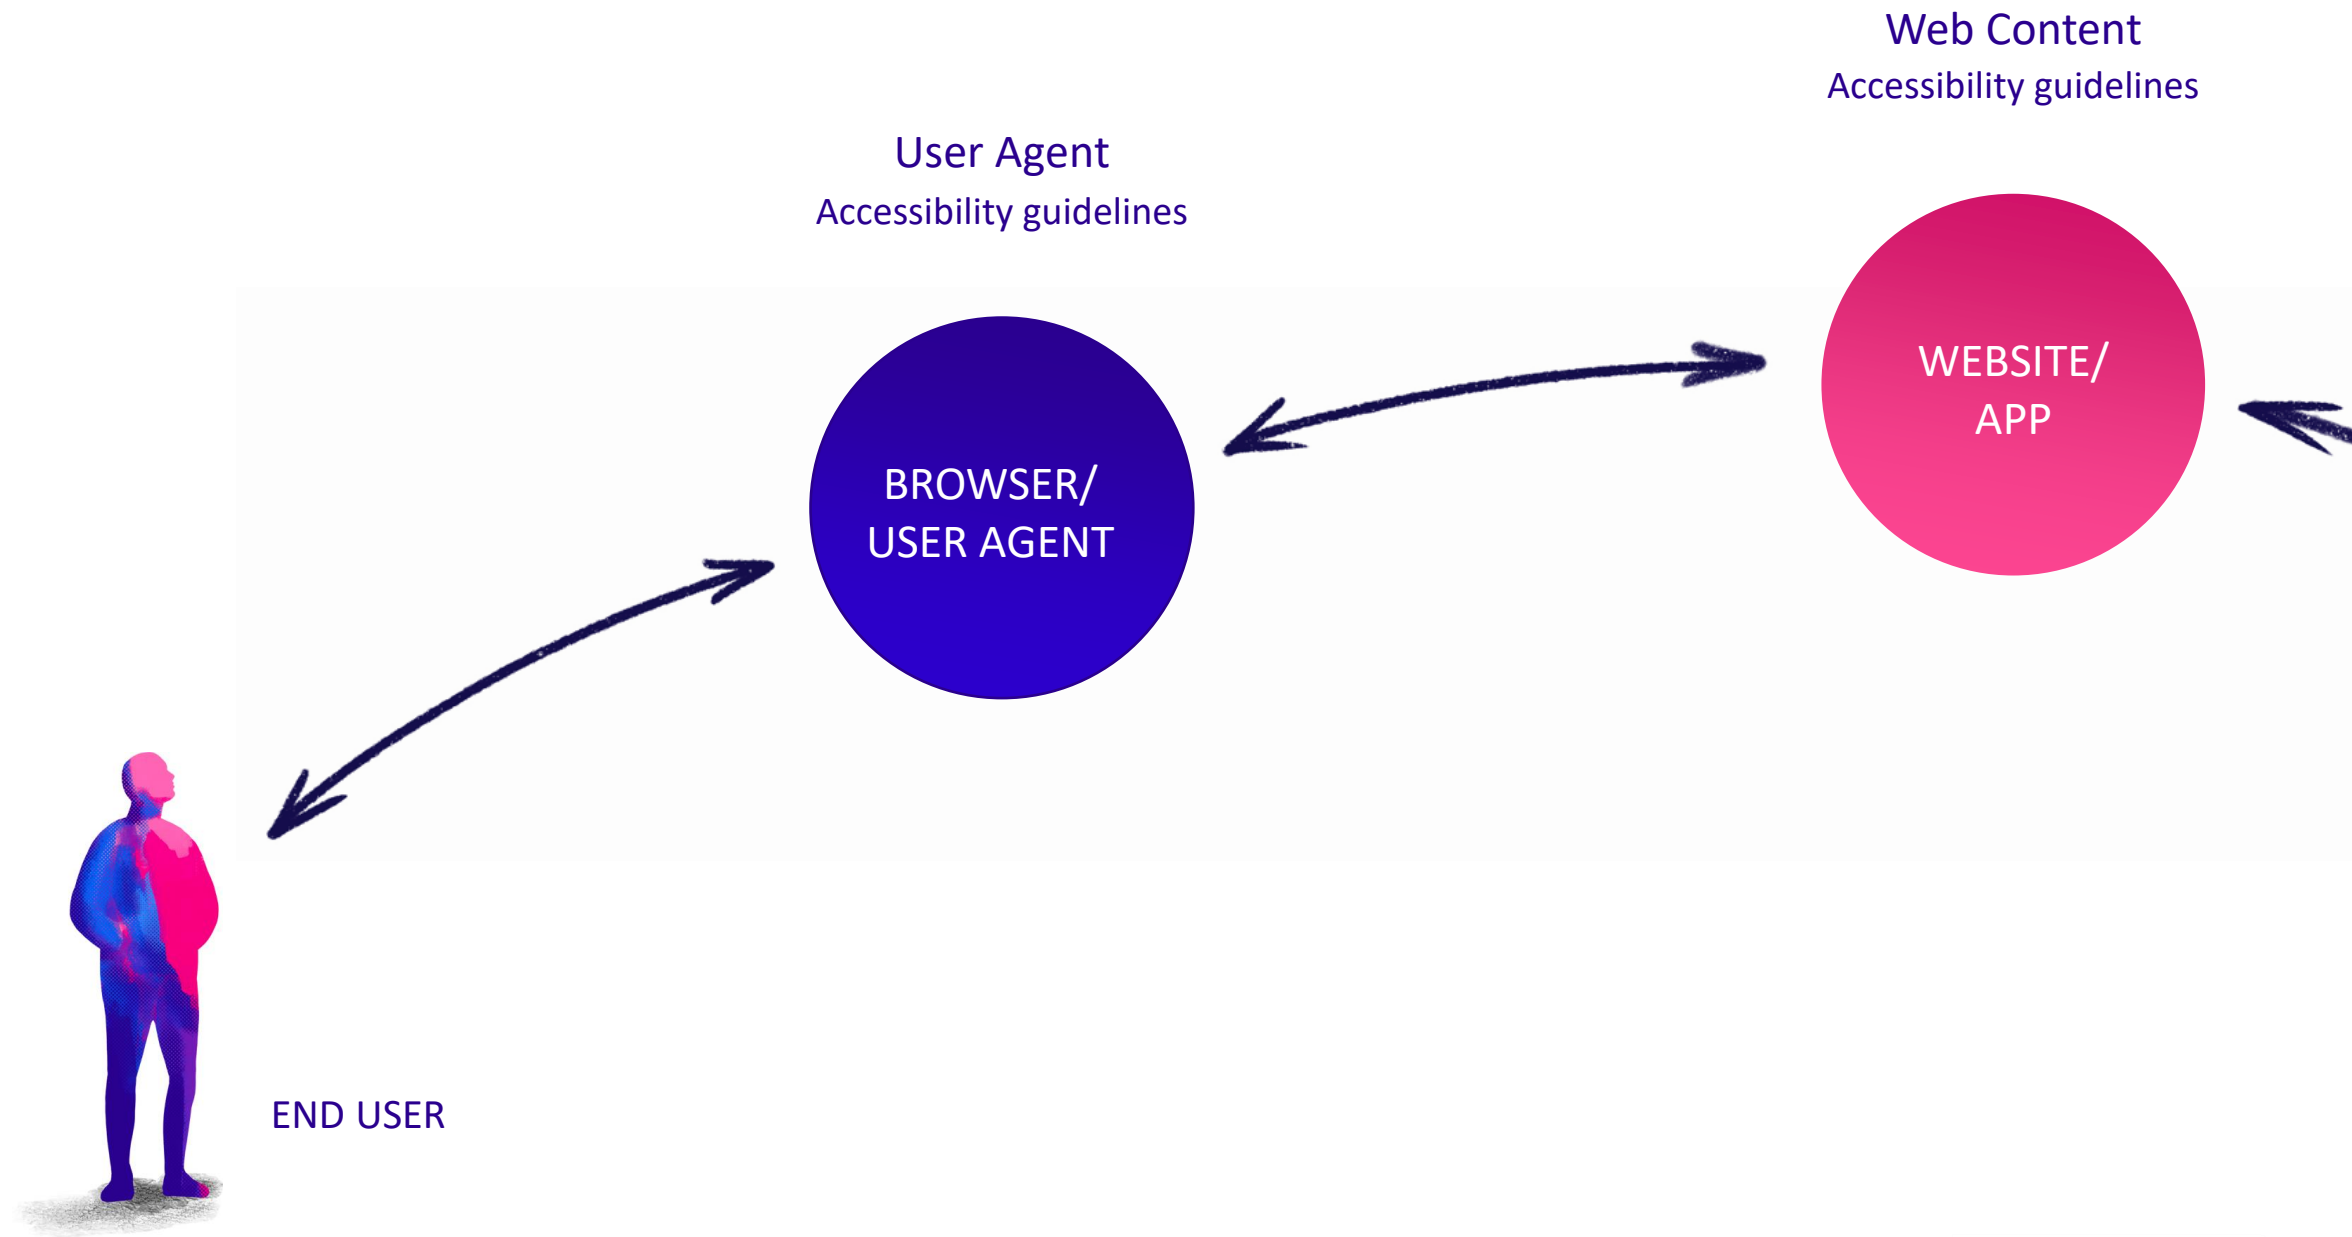 Web Content
Accessibility guidelines
User Agent
Accessibility guidelines
WEBSITE/
APP
BROWSER/
USER AGENT
END USER